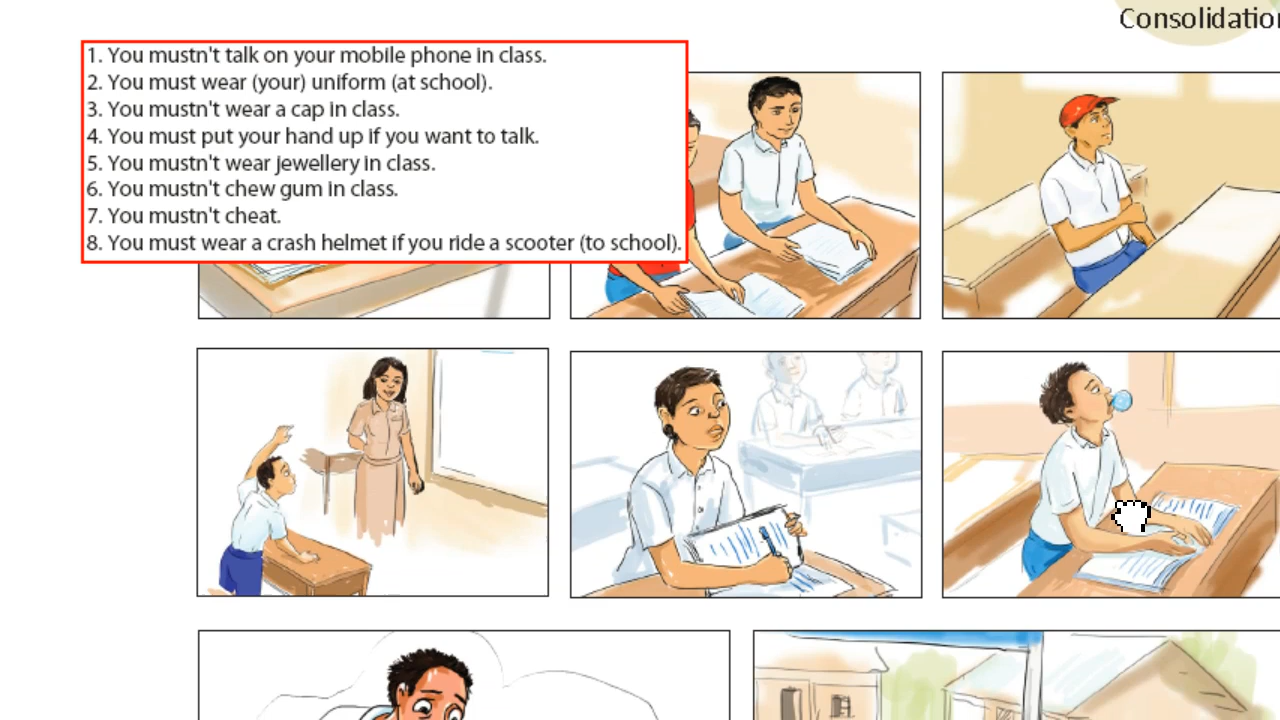 Consolidation
1. You mustn't talk on your mobile phone in class.
2. You must wear (your) uniform (at school).
3. You mustn't wear a cap in class.
4. You must put your hand up if you want to talk.
5. You mustn't wear jewellery in class.
6. You mustn't chew gum in class.
7. You mustn't cheat.
8. You must wear a crash helmet if you ride a scooter (to school).